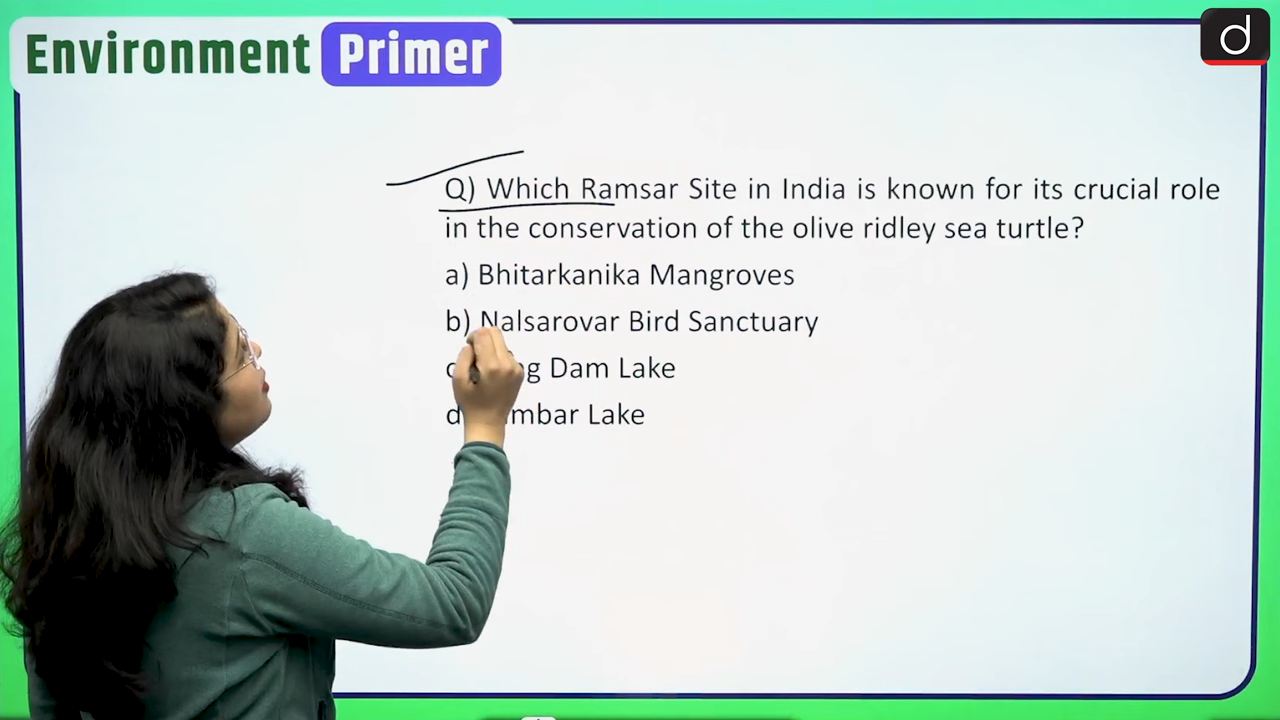 Environment Primer
d
Q) Which Ramsar Site in India is known for its crucial role
in the conservation of the olive ridley sea turtle?
a) Bhitarkanika Mangroves
b) Nalsarovar Bird Sanctuary
Dam Lake
Lake